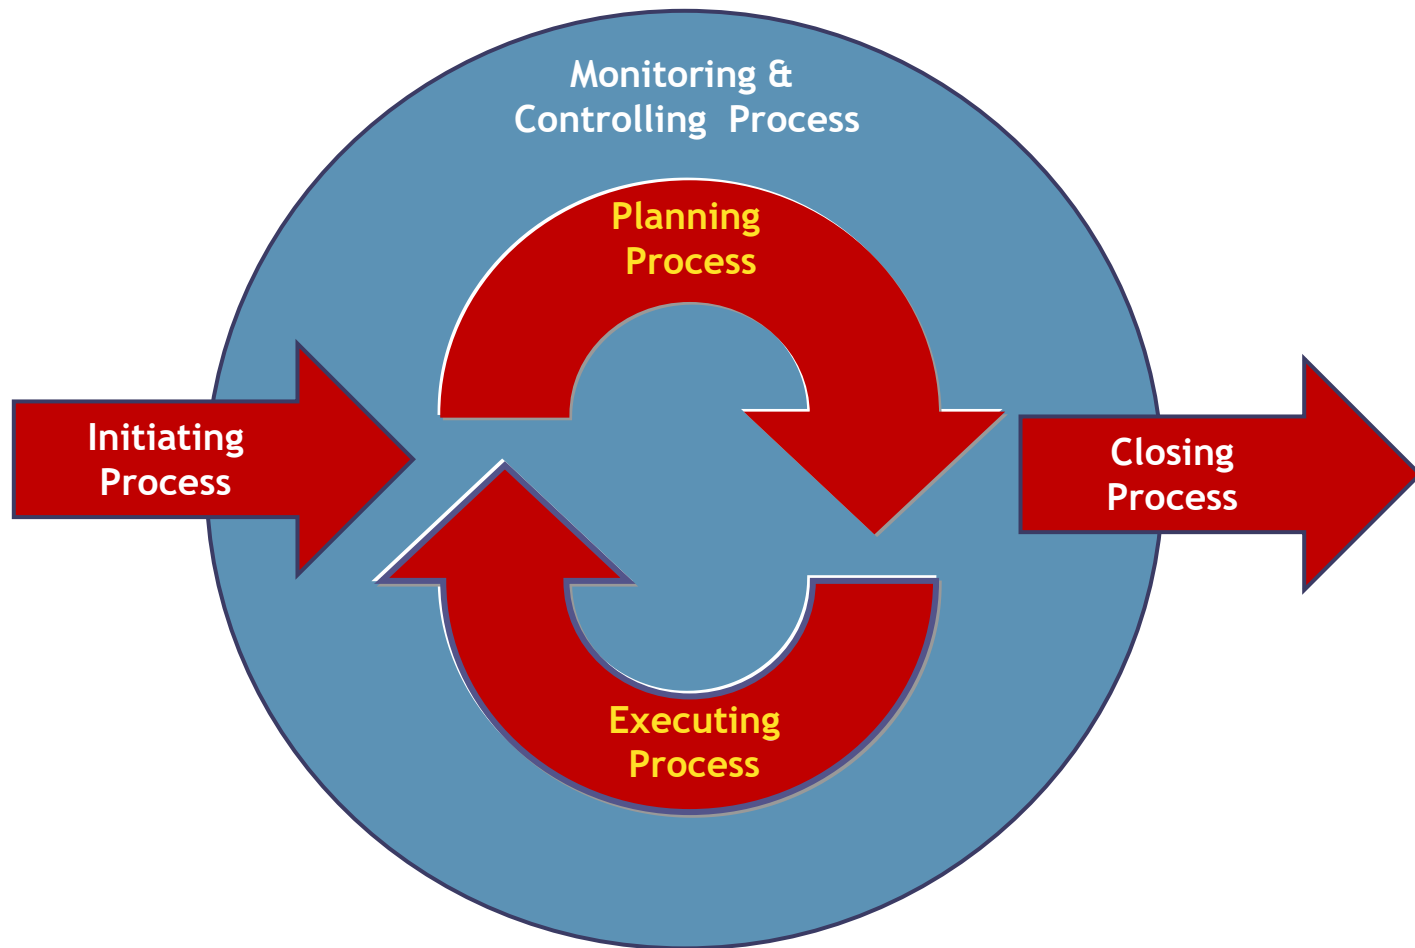 Monitoring &
Controlling Process
Planning
Process
Initiating
Process
Closing
Process
Executing
Process